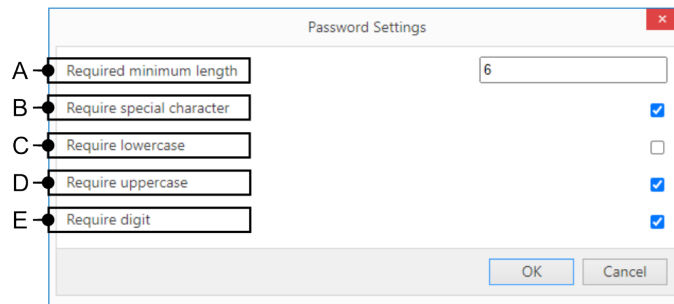 Password Settings
A Required minimum length 6
B Require special character
C Require lowercase
D Require uppercase
E Require digit
OK Cancel